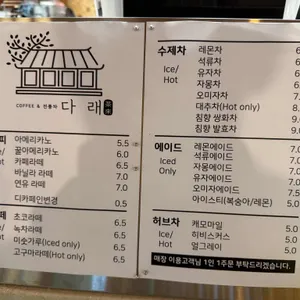 COFFEE & 전통차 다래
아메리카노 5.5
꿀아메리카노 6.0
Hot 카페라떼 6.5
바닐라 라떼 7.0
연유 라떼 7.0
디카페인변경 0.5
초코라떼 6.5
녹차라떼 6.5
미숫가루(Iced only) 6.5
고구마라떼(Hot only) 6.5
수제차 레몬차
Ice/ 석류차
Hot 유자차
자몽차
오미자차
대추차(Hot only)
침향 쌍화차
침향 발효차
에이드 레몬에이드 7.0
Iced 석류에이드 7.0
Only 자몽에이드 7.0
유자에이드 7.0
오미자에이드 7.5
아이스티(복숭아/레몬) 5.0
허브차 캐모마일 5.0
Ice/ 히비스커스 5.0
Hot 얼그레이 5.0
매장 이용고객님 1인 1주문 부탁드리겠습니다.